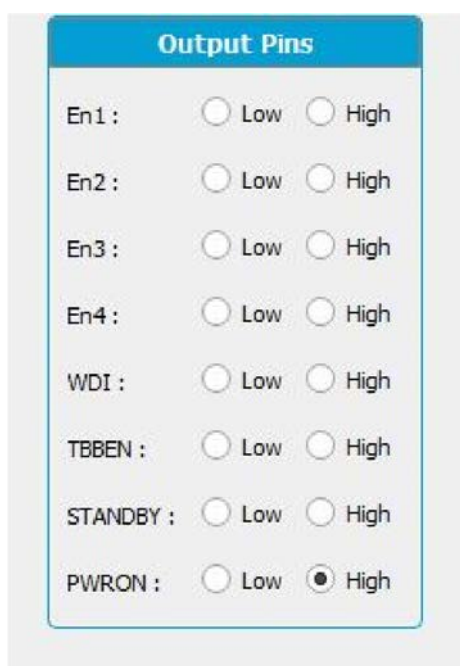 Output Pins
En1 : Low High
En2 : Low High
En3 : Low High
En4 : Low High
WDI : Low High
TBBEN : Low High
STANDBY : Low High
PWRON : Low High